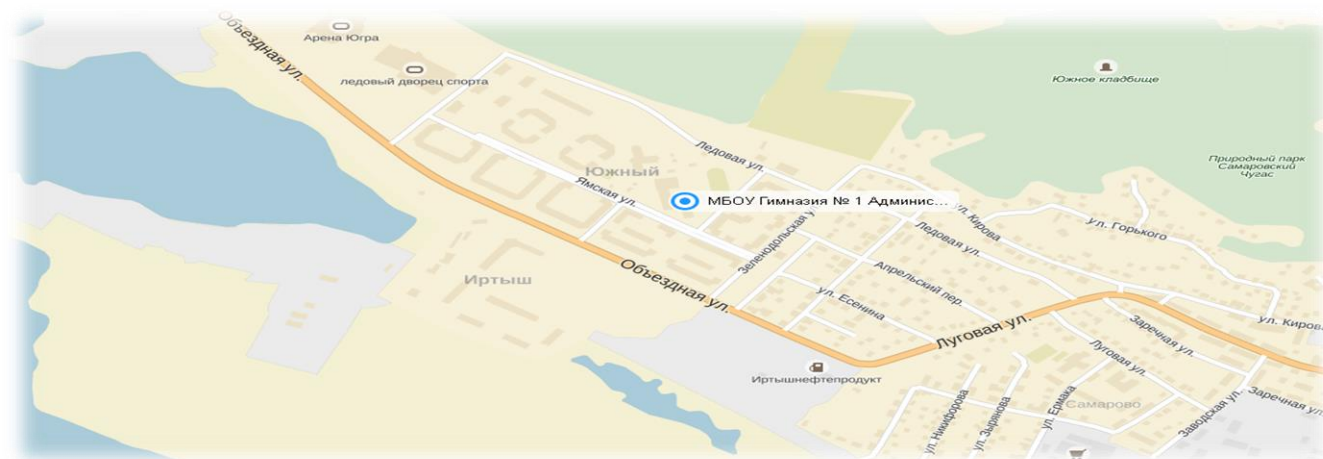 Арена Югра
Объездная ул.
ледовый дворец спорта
Южное кладбище
Природный парк
Самаровский
Чугас
Ледовая ул.
ЮЖНЫЙ
Ямская ул.
МБОУ Гимназия № 1 Админис...
Зеленодольская у
ул. Кирова
Ледовая ул.
ул. Горького
Иртыш
Объездная ул.
Апрельский пер.
ул. Есенина
Луговая ул.
Заречная ул.
ул. Кирова
Луговая ул.
Иртышнефтепродукт
ул. Никифорова
ул. Зырянова
ул. Ермака
Самарово
Заводская ул.
Заречная ул.